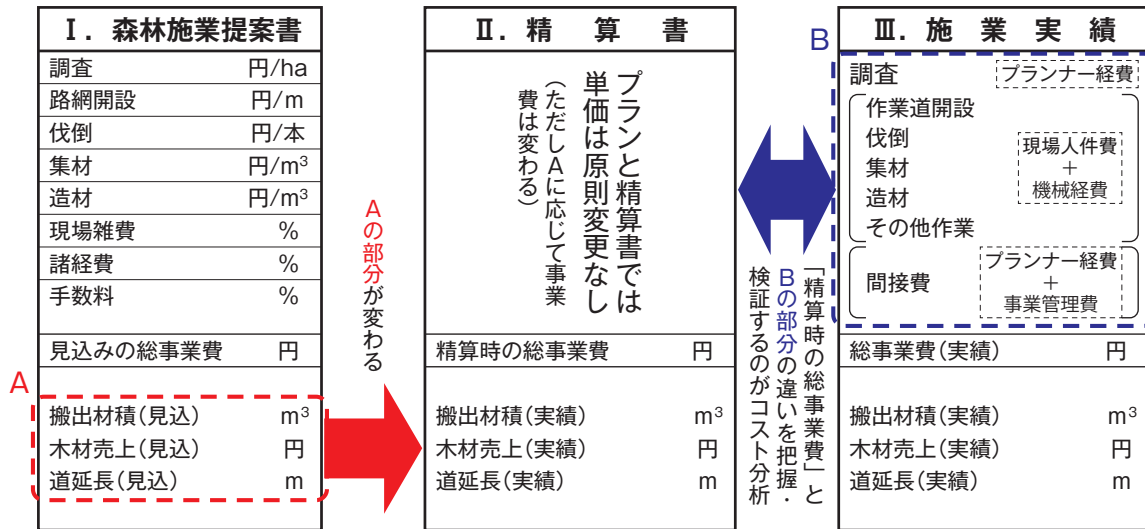 Ⅰ．森林施業提案書
調査 円/ha
路網開設 円/m
伐倒 円/本
集材 円/m³
造材 円/m³
現場雑費 %
諸経費 %
手数料 %
見込みの総事業費 円
A
搬出材積(見込) m³
木材売上(見込) 円
道延長(見込) m
Aの部分が変わる
Ⅱ．精算書
プランと精算書では
単価は原則変更なし
(ただしAに応じて事業
費は変わる)
精算時の総事業費 円
搬出材積(実績) m³
木材売上(実績) 円
道延長(実績) m
「精算時の総事業費」と
Bの部分の違いを把握・
検証するのがコスト分析
B
Ⅲ．施業実績
調査 プランナー経費
作業道開設
伐倒
集材
造材
その他作業
現場人件費
+
機械経費
間接費
プランナー経費
+
事業管理費
総事業費(実績) 円
搬出材積(実績) m³
木材売上(実績) 円
道延長(実績) m